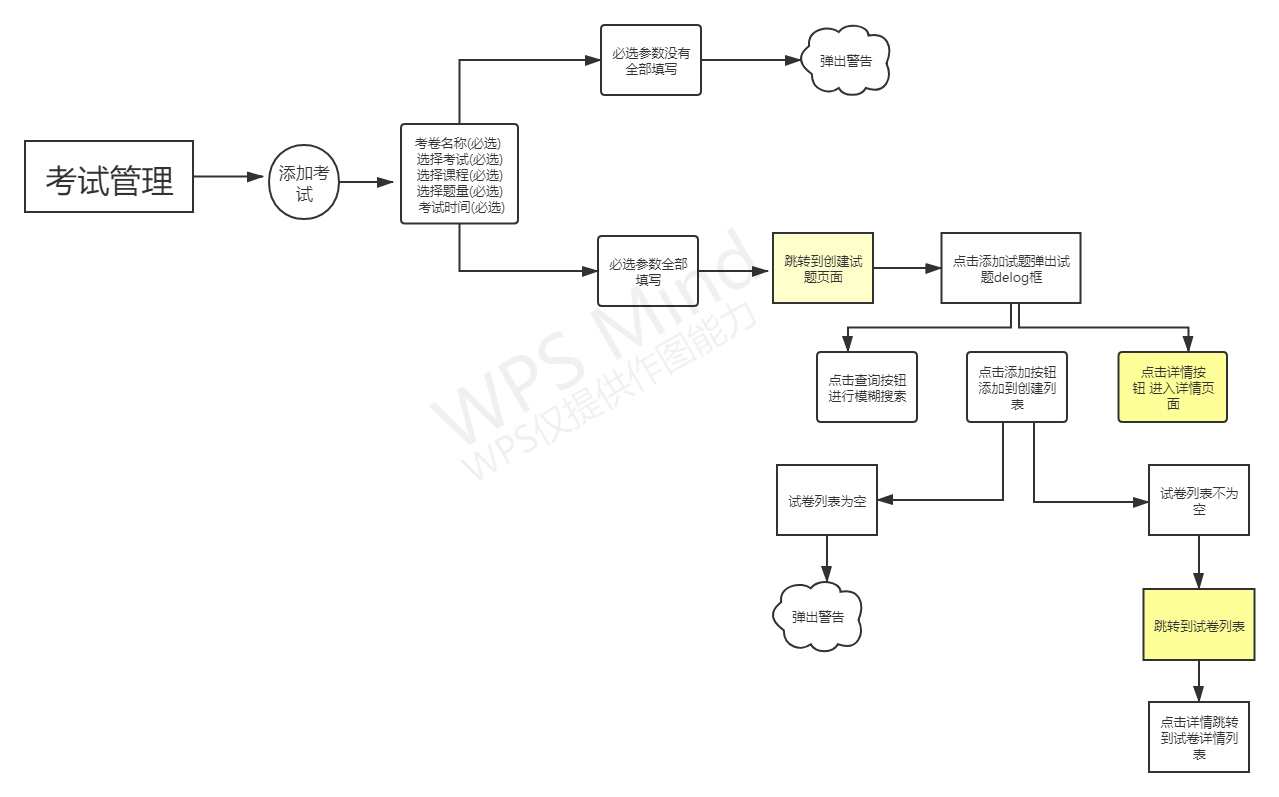 必选参数没有
全部填写
弹出警告
考试管理
添加考
试
考卷名称(必选)
选择考试(必选)
选择课程(必选)
选择题量(必选)
考试时间(必选)
必选参数全部
填写
跳转到创建试
题页面
点击添加试题弹出试
题delog框
点击查询按钮
进行模糊搜索
点击添加按钮
添加到创建列
表
点击详情按
钮 进入详情页
面
试卷列表为空
试卷列表不为
空
弹出警告
跳转到试卷列表
点击详情跳转
到试卷详情列
表
WPS Mind
WPS仅提供作图能力